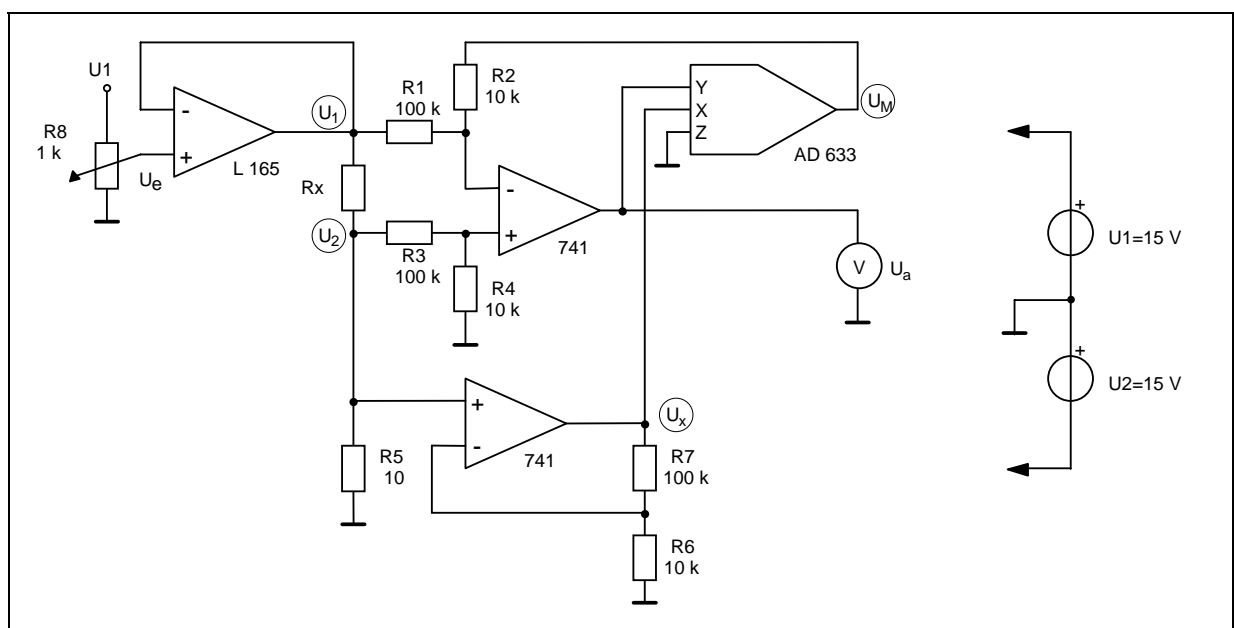 U1
R8
1 k
Ue
-
+
L 165
U1
R1
100 k
R2
10 k
Rx
U2
R3
100 k
R4
10 k
-
+
741
Y
X
Z
AD 633
UM
V
Ua
+
U1=15 V
+
U2=15 V
R5
10
+
-
741
Ux
R7
100 k
R6
10 k